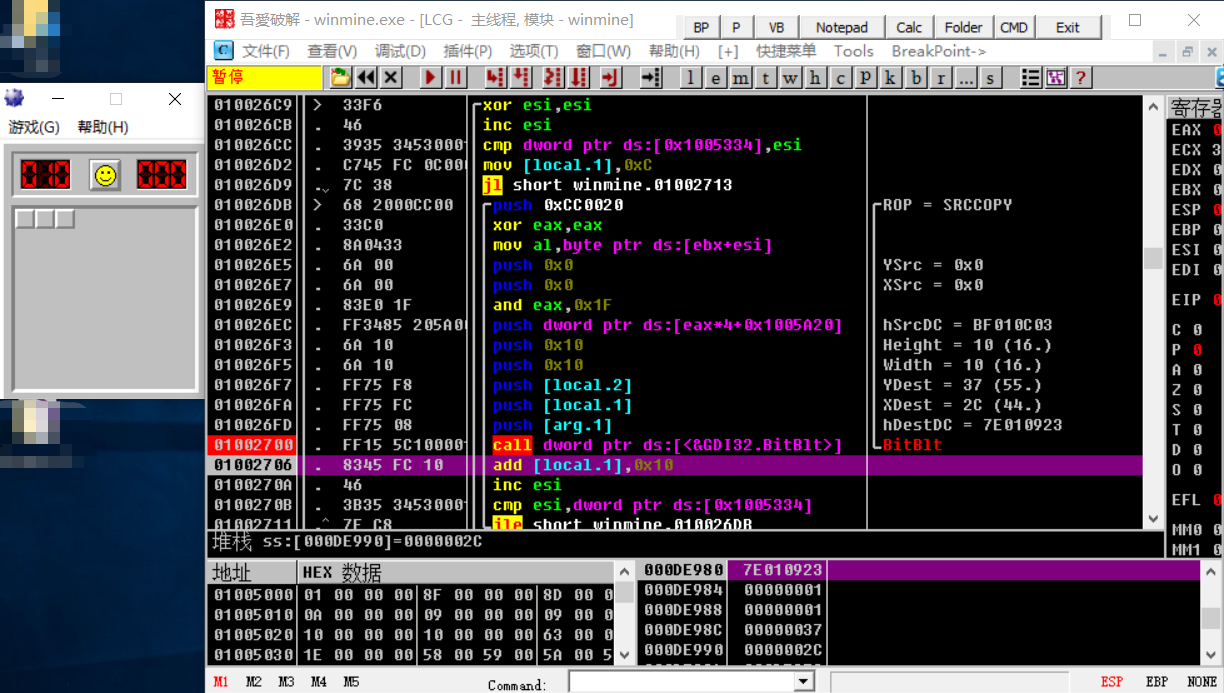 吾愛破解 - winmine.exe - [LCG - 主线程, 模块 - winmine]
BP P VB Notepad Calc Folder CMD Exit
文件(F) 查看(V) 调试(D) 插件(P) 选项(T) 窗口(W) 帮助(H) [+] 快捷菜单 Tools BreakPoint->
暂停
l e m t w h c p k b r ... s ?
游戏(G) 帮助(H)
010026C9 > 33F6 xor esi,esi
010026CB . 46 inc esi
010026CC . 3935 3453000 cmp dword ptr ds:[0x1005334],esi
010026D2 . C745 FC 0C00 mov [local.1],0xC
010026D9 . 7C 38 jl short winmine.01002713
010026DB > 68 2000CC00 push 0xCC0020 ROP = SRCCOPY
010026E0 . 33C0 xor eax,eax
010026E2 . 8A0433 mov al,byte ptr ds:[ebx+esi]
010026E5 . 6A 00 push 0x0 YSrc = 0x0
010026E7 . 6A 00 push 0x0 XSrc = 0x0
010026E9 . 83E0 1F and eax,0x1F
010026EC . FF3485 205A0 push dword ptr ds:[eax*4+0x1005A20] hSrcDC = BF010C03
010026F3 . 6A 10 push 0x10 Height = 10 (16.)
010026F5 . 6A 10 push 0x10 Width = 10 (16.)
010026F7 . FF75 F8 push [local.2] YDest = 37 (55.)
010026FA . FF75 FC push [local.1] XDest = 2C (44.)
010026FD . FF75 08 push [arg.1] hDestDC = 7E010923
01002700 . FF15 5C10000 call dword ptr ds:[<&GDI32.BitBlt>] BitBlt
01002706 . 8345 FC 10 add [local.1],0x10
0100270A . 46 inc esi
0100270B . 3B35 3453000 cmp esi,dword ptr ds:[0x1005334]
01002711 . 7E C8 jle short winmine.010026DB
寄存器
EAX 0
ECX 3
EDX 0
EBX 0
ESP 0
EBP 0
ESI 0
EDI 0
EIP 0
C 0
P 0
A 0
Z 0
S 0
T 0
D 0
O 0
EFL 0
MM0 0
MM1 0
堆栈 ss:[000DE990]=0000002C
地址 HEX 数据
01005000 01 00 00 00 8F 00 00 00 8D 00 0
01005010 0A 00 00 00 09 00 00 00 09 00 0
01005020 10 00 00 00 10 00 00 00 63 00 0
01005030 1E 00 00 00 58 00 59 00 5A 00 5
000DE980 7E010923
000DE984 00000001
000DE988 00000001
000DE98C 00000037
000DE990 0000002C
M1 M2 M3 M4 M5 Command: ESP EBP NONE